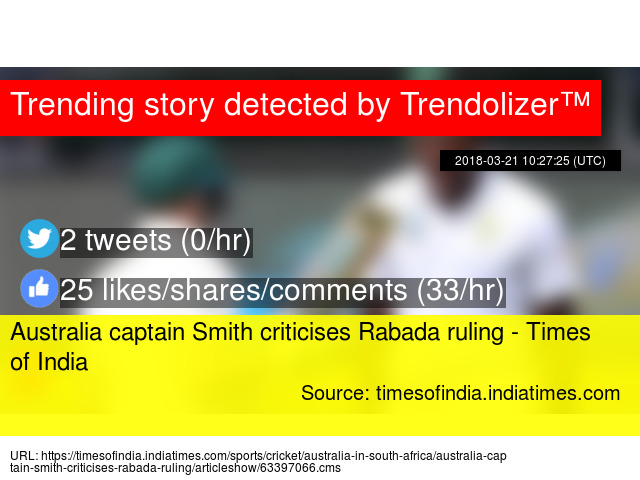 Trending story detected by Trendolizer™
2018-03-21 10:27:25 (UTC)
2 tweets (0/hr)
25 likes/shares/comments (33/hr)
Australia captain Smith criticises Rabada ruling - Times
of India
Source: timesofindia.indiatimes.com
URL: https://timesofindia.indiatimes.com/sports/cricket/australia-in-south-africa/australia-cap
tain-smith-criticises-rabada-ruling/articleshow/63397066.cms